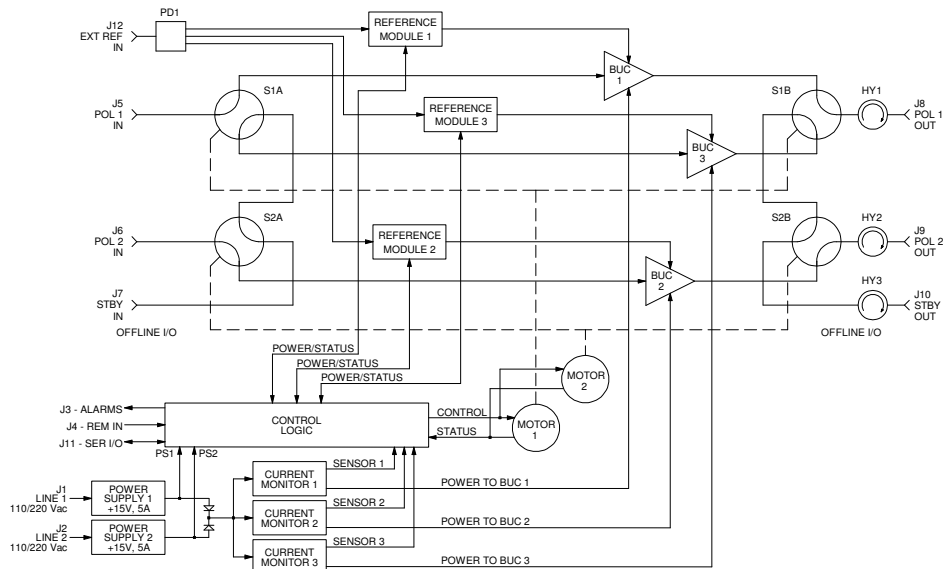 J12
EXT REF
IN
PD1
REFERENCE
MODULE 1
BUC
1
J5
POL 1
IN
S1A
REFERENCE
MODULE 3
BUC
3
S1B
HY1
J8
POL 1
OUT
J6
POL 2
IN
S2A
REFERENCE
MODULE 2
BUC
2
S2B
HY2
J9
POL 2
OUT
J7
STBY
IN
HY3
J10
STBY
OUT
OFFLINE I/O
OFFLINE I/O
POWER/STATUS
POWER/STATUS
POWER/STATUS
MOTOR
2
MOTOR
1
J3 - ALARMS
J4 - REM IN
J11 - SER I/O
CONTROL
LOGIC
CONTROL
STATUS
PS1
PS2
J1
LINE 1
110/220 Vac
POWER
SUPPLY 1
+15V, 5A
J2
LINE 2
110/220 Vac
POWER
SUPPLY 2
+15V, 5A
CURRENT
MONITOR 1
SENSOR 1
POWER TO BUC 1
CURRENT
MONITOR 2
SENSOR 2
POWER TO BUC 2
CURRENT
MONITOR 3
SENSOR 3
POWER TO BUC 3